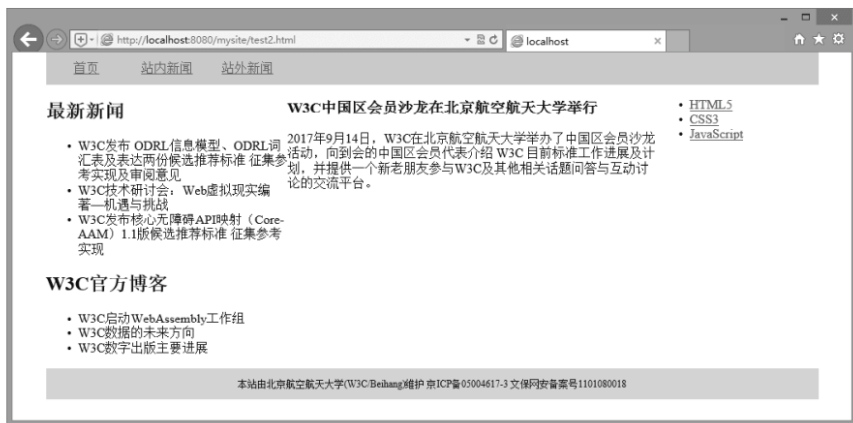 http://localhost:8080/mysite/test2.html
localhost
首页 站内新闻 站外新闻
最新新闻
• W3C发布 ODRL信息模型、ODRL词
汇表及表达两份候选推荐标准 征集参
考实现及审阅意见
• W3C技术研讨会：Web虚拟现实编
著—机遇与挑战
• W3C发布核心无障碍API映射（Core-
AAM）1.1版候选推荐标准 征集参考
实现
W3C官方博客
• W3C启动WebAssembly工作组
• W3C数据的未来方向
• W3C数字出版主要进展
W3C中国区会员沙龙在北京航空航天大学举行
2017年9月14日，W3C在北京航空航天大学举办了中国区会员沙龙
活动，向到会的中国区会员代表介绍 W3C 目前标准工作进展及计
划，并提供一个新老朋友参与W3C及其他相关话题问答与互动讨
论的交流平台。
• HTML5
• CSS3
• JavaScript
本站由北京航空航天大学(W3C/Beihang)维护 京ICP备05004617-3 文保网安备案号1101080018